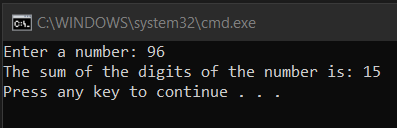 C:\WINDOWS\system32\cmd.exe
Enter a number: 96
The sum of the digits of the number is: 15
Press any key to continue . . .